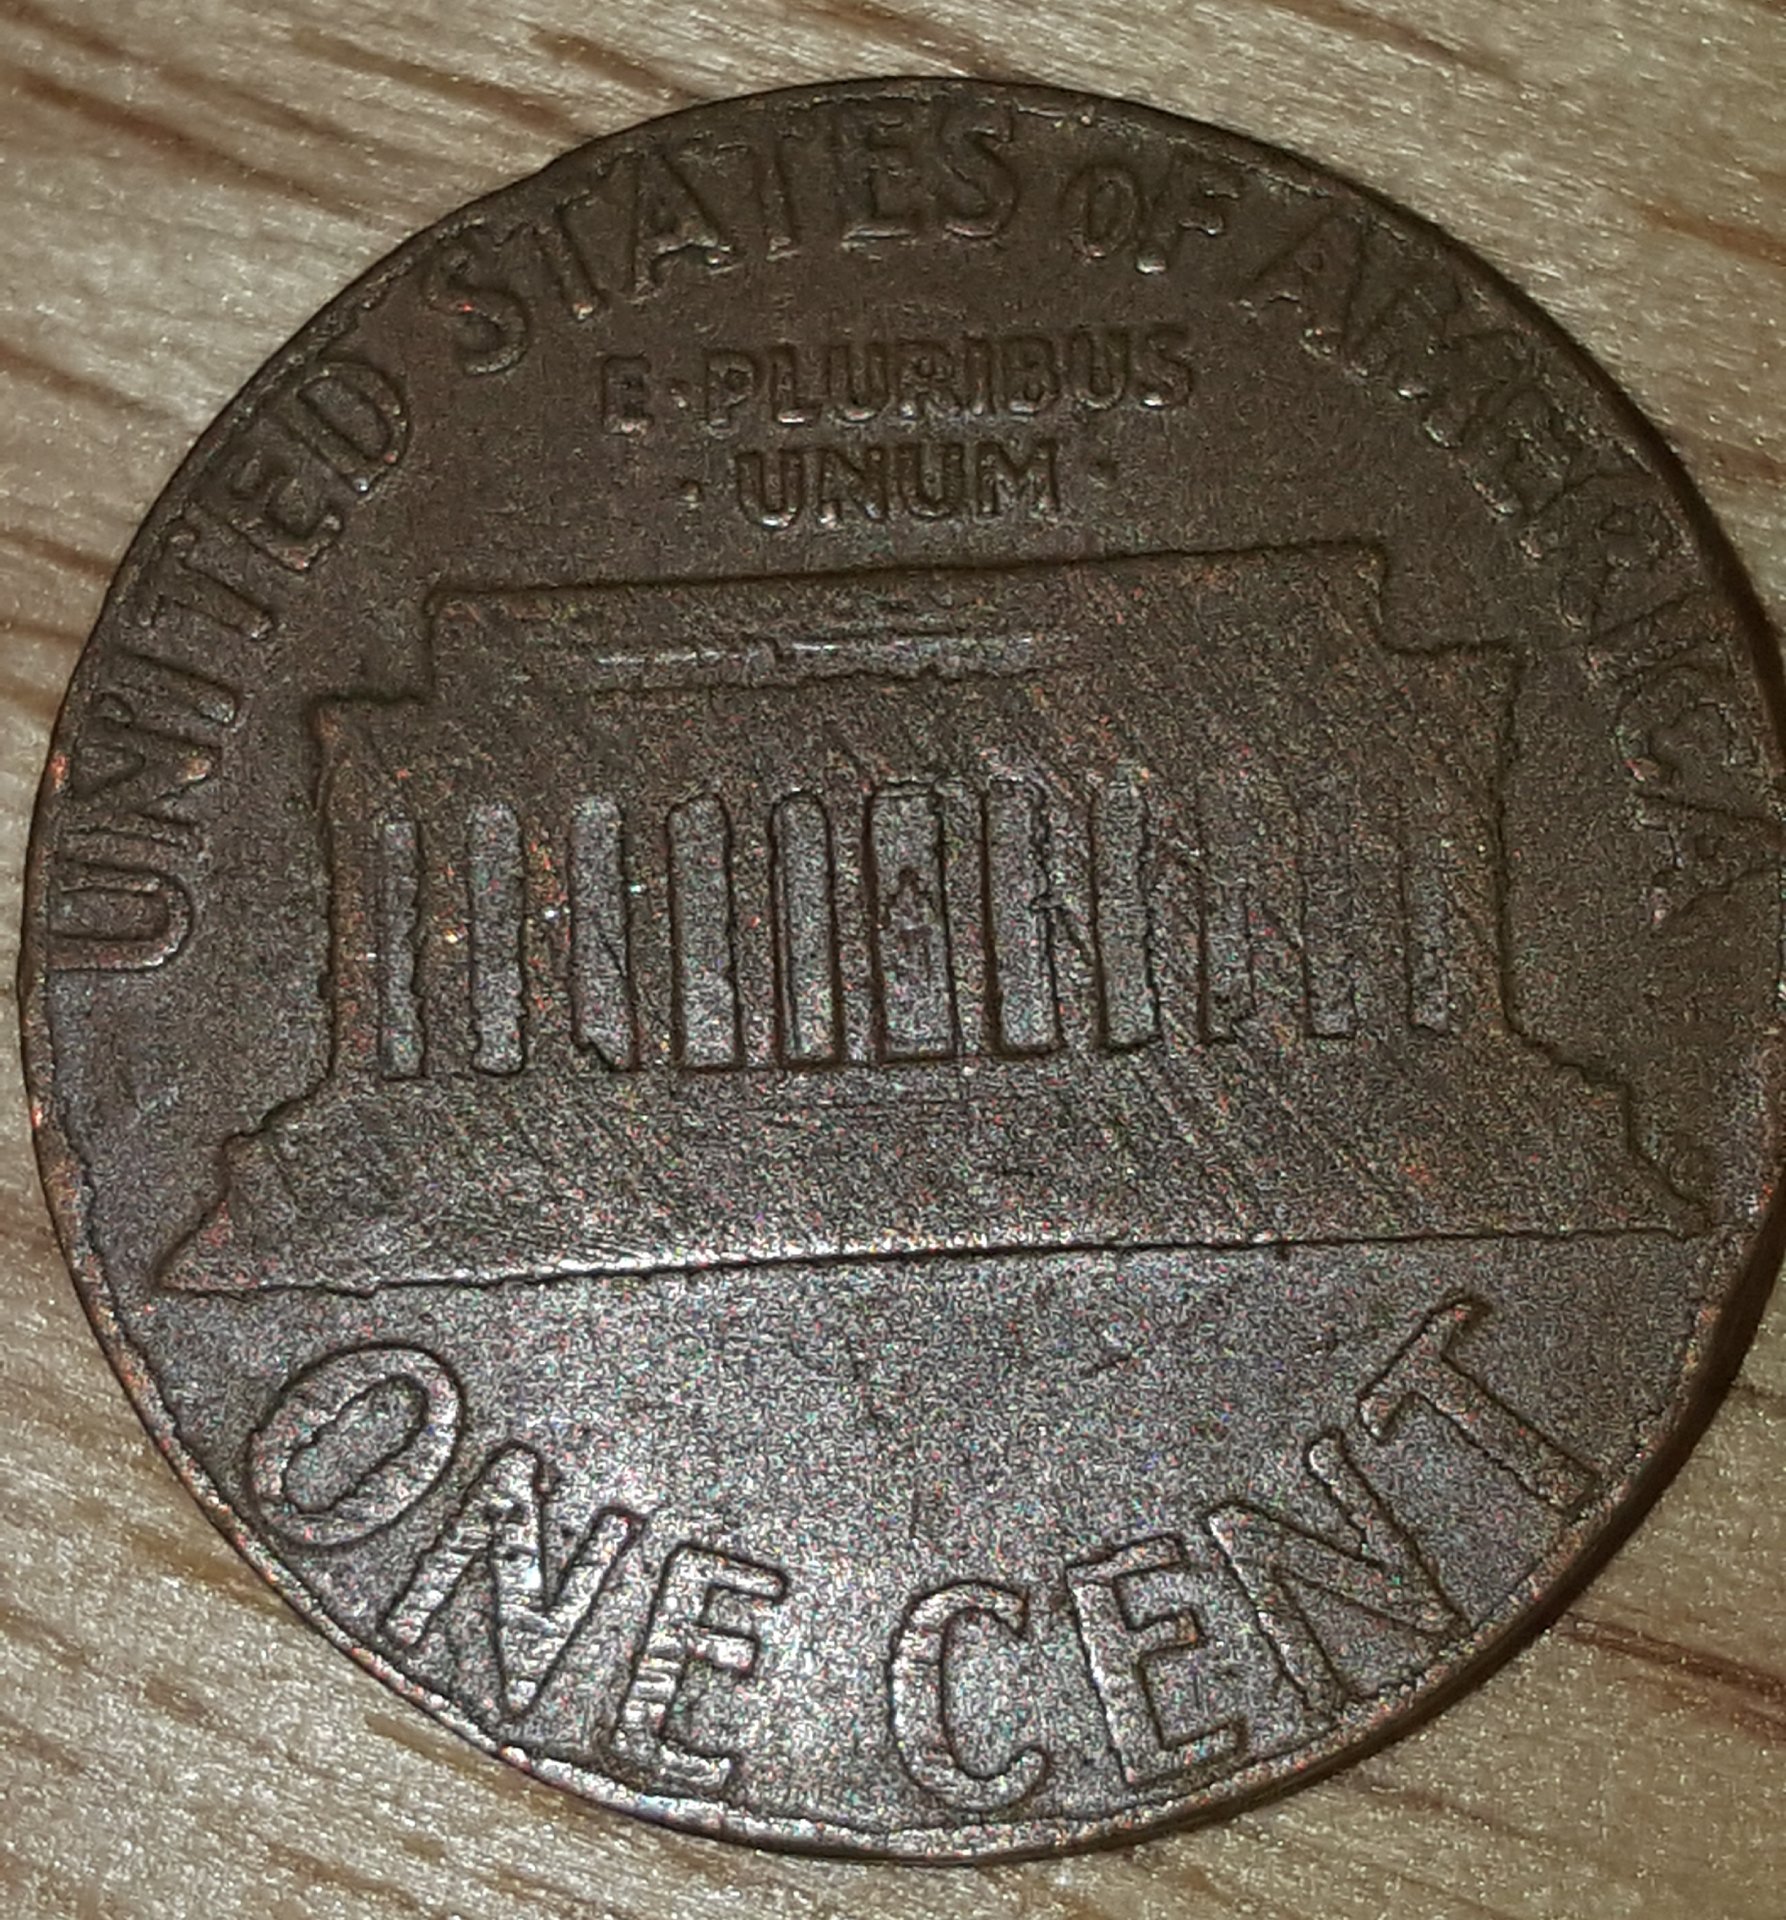 UNITED STATES OF AMERICA
E·PLURIBUS
·UNUM·
ONE CENT